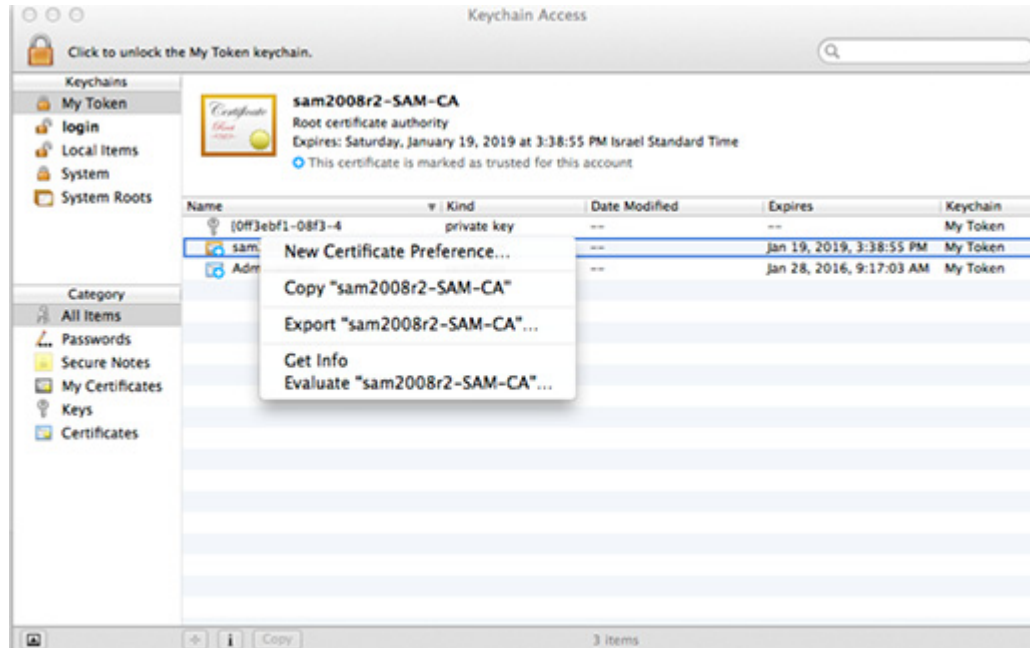 Keychain Access
Click to unlock the My Token keychain.
Keychains
My Token
login
Local Items
System
System Roots
Certificate
Root
sam2008r2-SAM-CA
Root certificate authority
Expires: Saturday, January 19, 2019 at 3:38:55 PM Israel Standard Time
This certificate is marked as trusted for this account
Name Kind Date Modified Expires Keychain
[0ff3ebf1-08f3-4 private key -- -- My Token
sam. -- Jan 19, 2019, 3:38:55 PM My Token
Adm -- Jan 28, 2016, 9:17:03 AM My Token
New Certificate Preference...
Copy "sam2008r2-SAM-CA"
Export "sam2008r2-SAM-CA"...
Get Info
Evaluate "sam2008r2-SAM-CA"...
Category
All Items
Passwords
Secure Notes
My Certificates
Keys
Certificates
+ i Copy 3 items